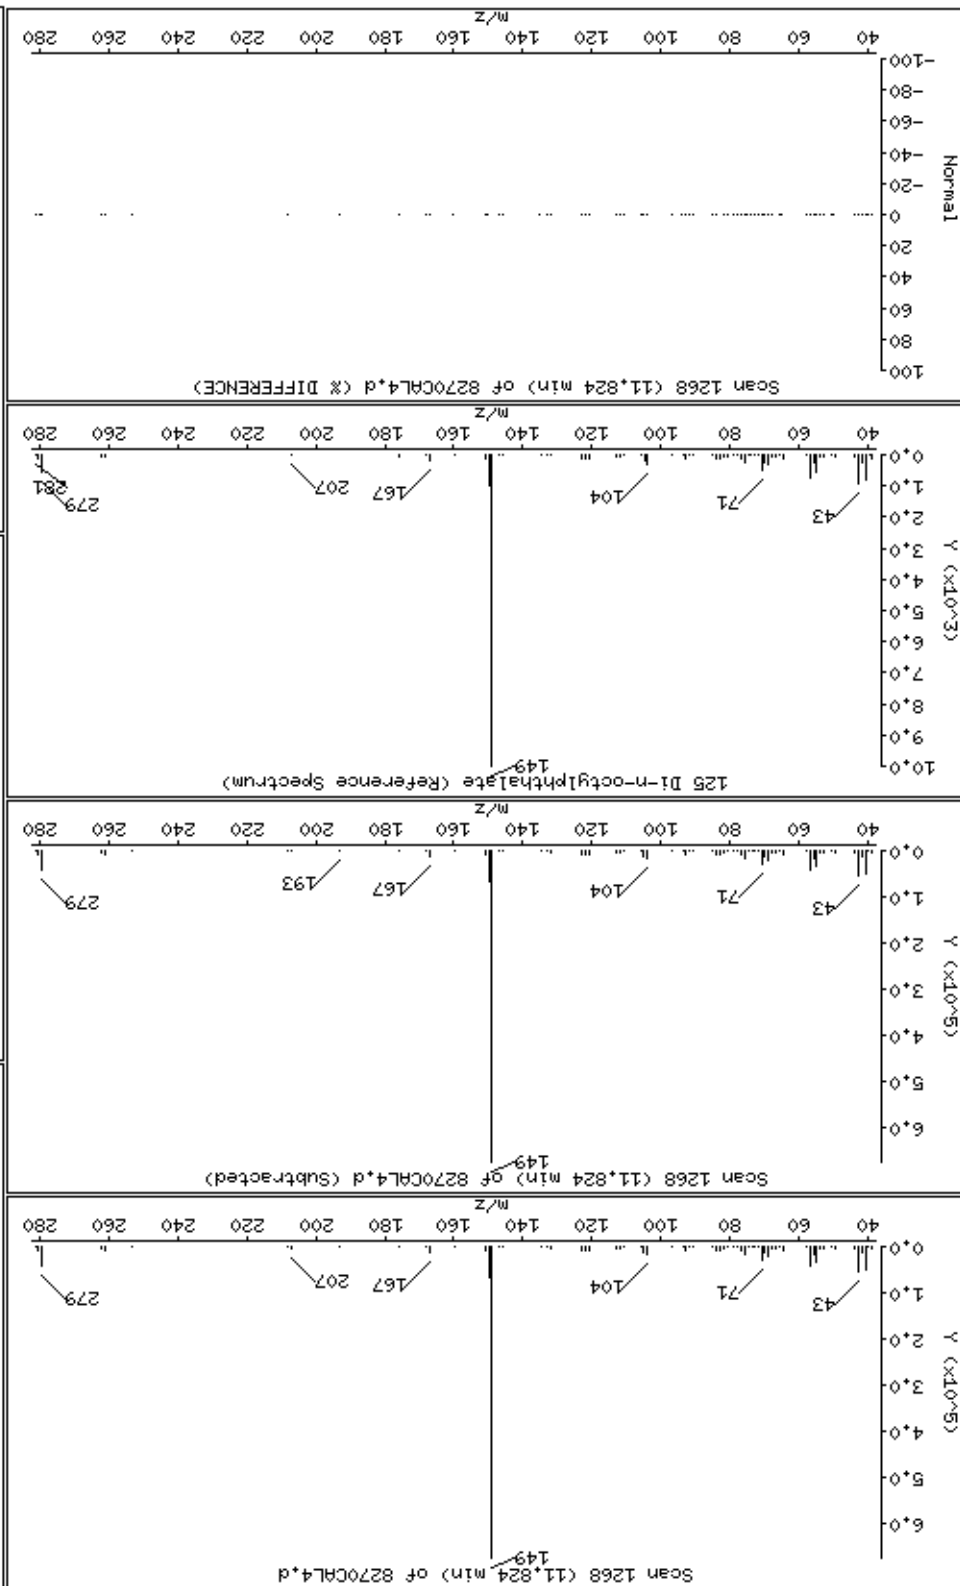 Scan 1268 (11.824 min) of 8270CAL4.d
149
6.0
5.0
4.0
3.0
2.0
1.0
0.0
Y (x10^5)
43 71 104 167 207 279
40 60 80 100 120 140 160 180 200 220 240 260 280
m/z
Scan 1268 (11.824 min) of 8270CAL4.d (Subtracted)
149
6.0
5.0
4.0
3.0
2.0
1.0
0.0
Y (x10^5)
43 71 104 167 193 279
40 60 80 100 120 140 160 180 200 220 240 260 280
m/z
125 Di-n-octylphthalate (Reference Spectrum)
149
10.0
9.0
8.0
7.0
6.0
5.0
4.0
3.0
2.0
1.0
0.0
Y (x10^3)
43 71 104 167 207 279
281
40 60 80 100 120 140 160 180 200 220 240 260 280
m/z
Scan 1268 (11.824 min) of 8270CAL4.d (% DIFFERENCE)
100
80
60
40
20
0
-20
-40
-60
-80
-100
Normal
40 60 80 100 120 140 160 180 200 220 240 260 280
m/z